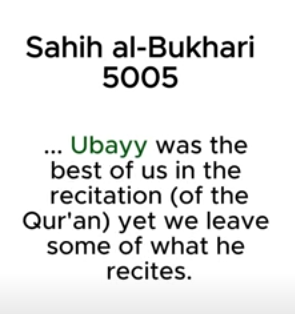 Sahih al-Bukhari
5005
... Ubayy was the
best of us in the
recitation (of the
Qur'an) yet we leave
some of what he
recites.